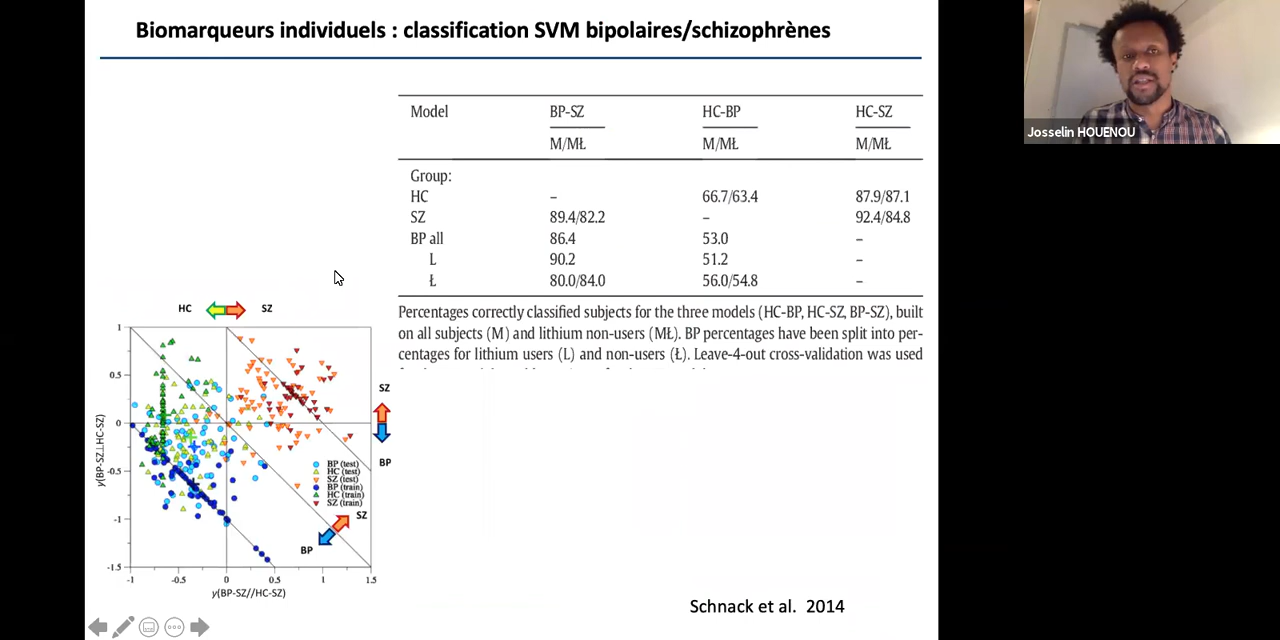 Biomarqueurs individuels : classification SVM bipolaires/schizophrènes
Josselin HOUENOU
Model BP-SZ HC-BP HC-SZ
M/MŁ M/MŁ M/MŁ
Group:
HC – 66.7/63.4 87.9/87.1
SZ 89.4/82.2 – 92.4/84.8
BP all 86.4 53.0 –
L 90.2 51.2 –
Ł 80.0/84.0 56.0/54.8 –
Percentages correctly classified subjects for the three models (HC-BP, HC-SZ, BP-SZ), built
on all subjects (M) and lithium non-users (MŁ). BP percentages have been split into per-
centages for lithium users (L) and non-users (Ł). Leave-4-out cross-validation was used
HC SZ
1
0.5
0
-0.5
-1
-1.5
y(BP-SZ⊥HC-SZ)
SZ
BP
BP (test)
HC (test)
SZ (test)
BP (train)
HC (train)
SZ (train)
SZ
BP
-1 -0.5 0 0.5 1 1.5
y(BP-SZ//HC-SZ)
Schnack et al. 2014